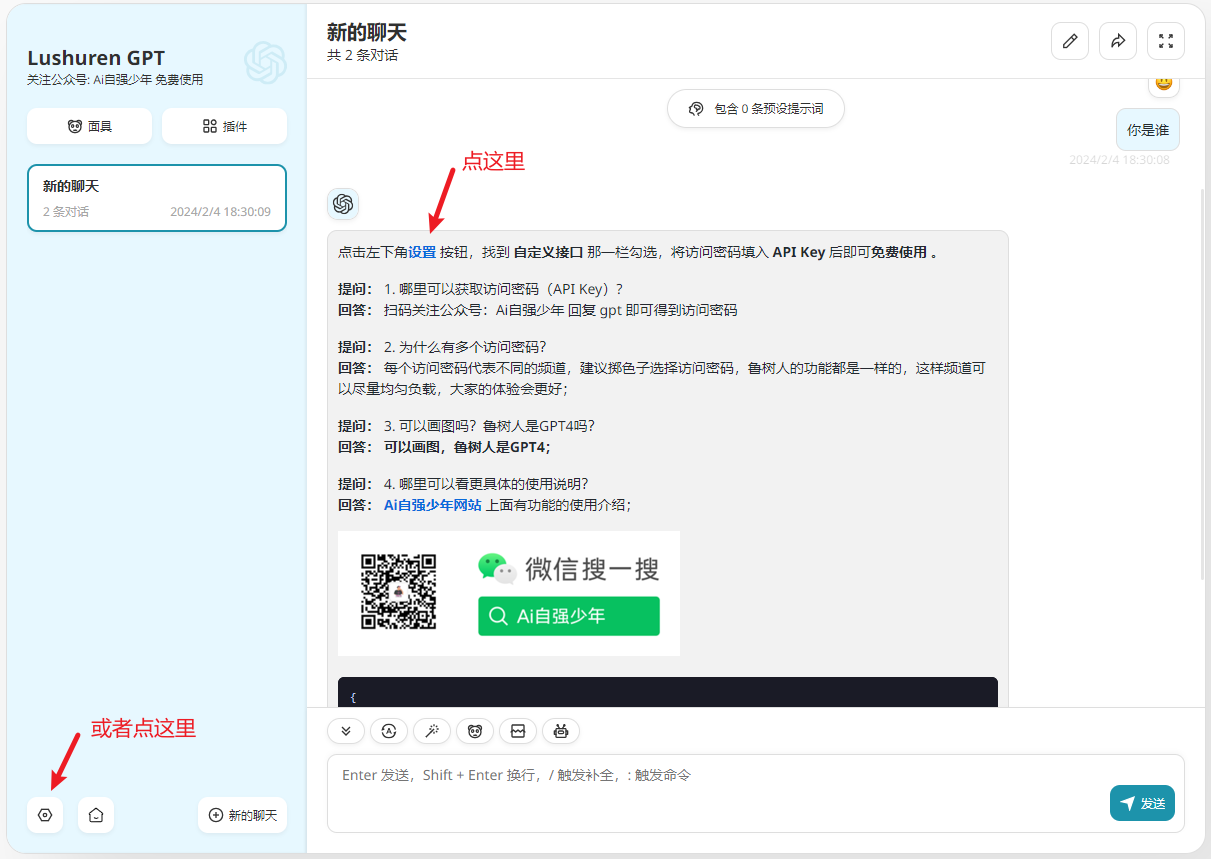 Lushuren GPT
关注公众号: Ai自强少年 免费使用
面具
插件
新的聊天
2 条对话
2024/2/4 18:30:09
或者点这里
新的聊天
新的聊天
共 2 条对话
包含 0 条预设提示词
你是谁
2024/2/4 18:30:08
点这里
点击左下角设置 按钮，找到 自定义接口 那一栏勾选，将访问密码填入 API Key 后即可免费使用 。
提问： 1. 哪里可以获取访问密码（API Key）？
回答： 扫码关注公众号：Ai自强少年 回复 gpt 即可得到访问密码
提问： 2. 为什么有多个访问密码？
回答： 每个访问密码代表不同的频道，建议掷色子选择访问密码，鲁树人的功能都是一样的，这样频道可
以尽量均匀负载，大家的体验会更好；
提问： 3. 可以画图吗？鲁树人是GPT4吗？
回答： 可以画图，鲁树人是GPT4；
提问： 4. 哪里可以看更具体的使用说明？
回答： Ai自强少年网站 上面有功能的使用介绍；
微信搜一搜
Ai自强少年
{
Enter 发送，Shift + Enter 换行，/ 触发补全，: 触发命令
发送